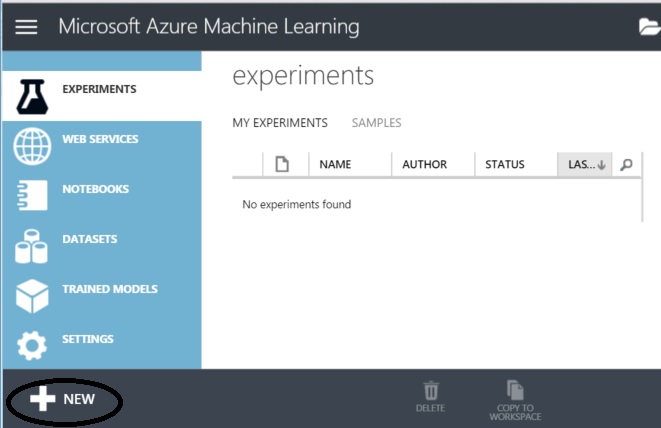 Microsoft Azure Machine Learning
EXPERIMENTS
WEB SERVICES
NOTEBOOKS
DATASETS
TRAINED MODELS
SETTINGS
experiments
MY EXPERIMENTS SAMPLES
NAME AUTHOR STATUS LAS...
No experiments found
NEW
DELETE
COPY TO
WORKSPACE